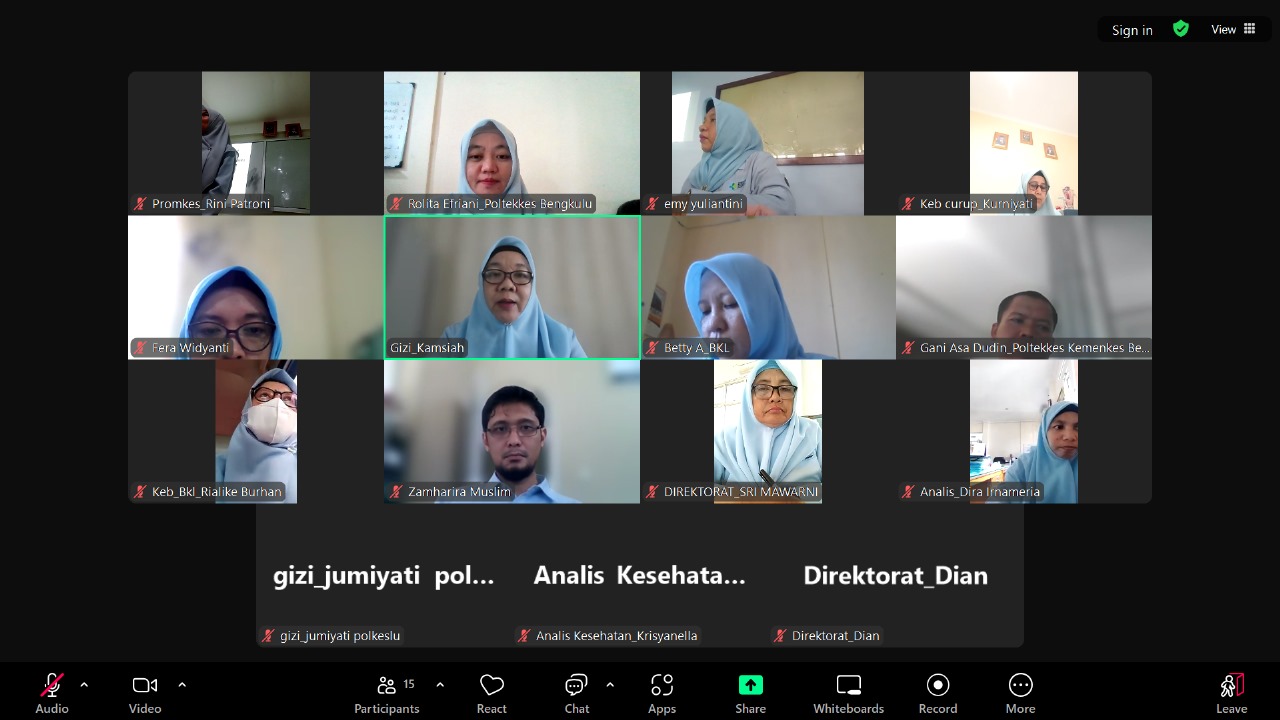 Sign in
View
Promkes_Rini Patroni
Rolita Efriani_Poltekkes Bengkulu
emy yuliantini
Keb curup_Kurniyati
Fera Widyanti
Gizi_Kamsiah
Betty A_BKL
Gani Asa Dudin_Poltekkes Kemenkes Be...
Keb_Bkl_Rialike Burhan
Zamharira Muslim
DIREKTORAT_SRI MAWARNI
Analis_Dira Irnameria
gizi_jumiyati pol...
Analis Kesehata...
Direktorat_Dian
gizi_jumiyati polkeslu
Analis Kesehatan_Krisyanella
Direktorat_Dian
Audio
Video
Participants
15
React
Chat
Apps
Share
Whiteboards
Record
More
Leave